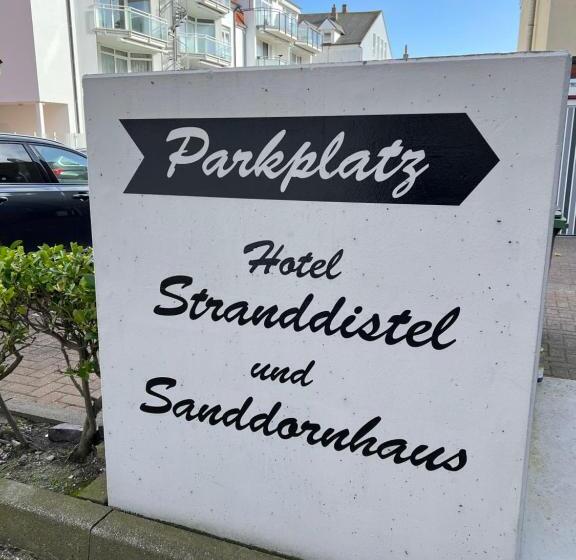 Parkplatz
Hotel
Stranddistel
und
Sanddornhaus